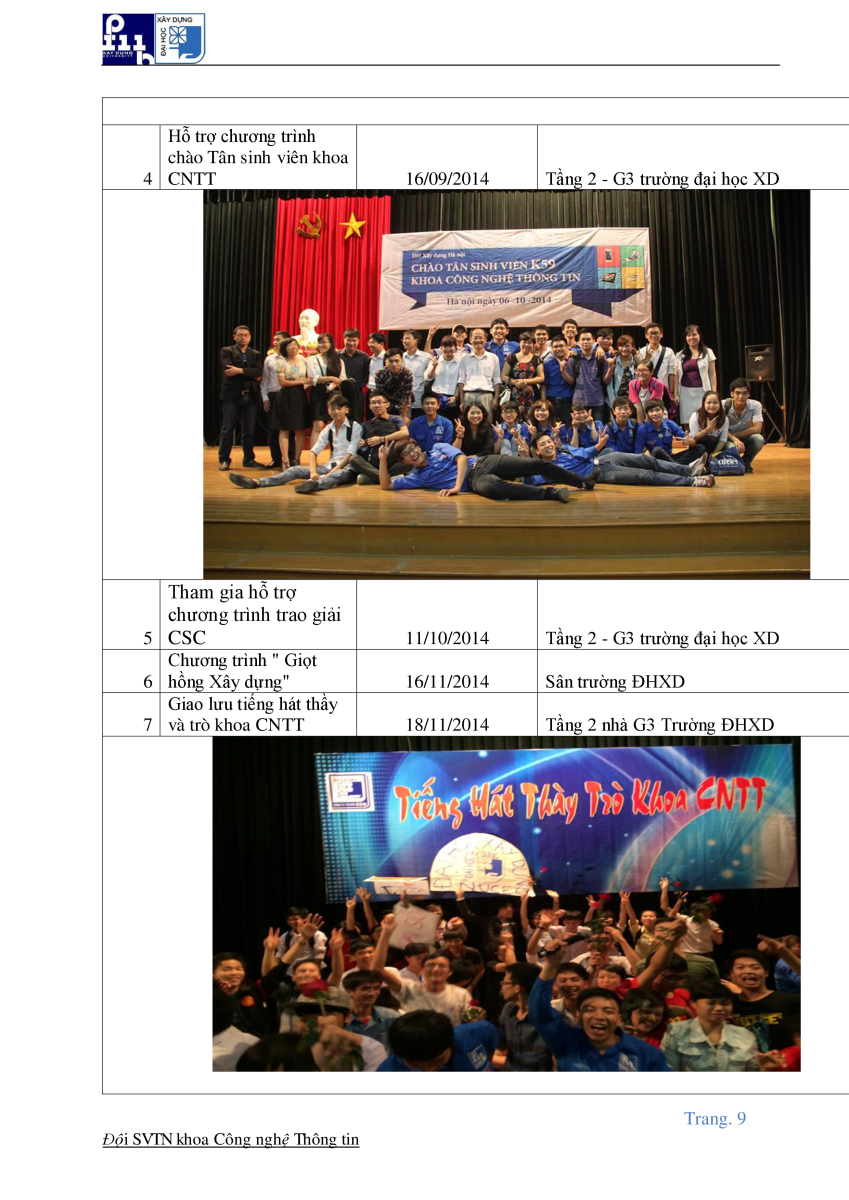 XÂY DỰNG
ĐẠI HỌC
XAY DUNG
UNIVERSITY
Hỗ trợ chương trình
chào Tân sinh viên khoa
4 CNTT 16/09/2014 Tầng 2 - G3 trường đại học XD
ĐH Xây dựng Hà nội
CHÀO TÂN SINH VIÊN K59
KHOA CÔNG NGHỆ THÔNG TIN
Hà nội ngày 06-10-2014
PEAVEY
LUCKY
Tham gia hỗ trợ
chương trình trao giải
5 CSC 11/10/2014 Tầng 2 - G3 trường đại học XD
Chương trình " Giọt
6 hồng Xây dựng" 16/11/2014 Sân trường ĐHXD
Giao lưu tiếng hát thầy
7 và trò khoa CNTT 18/11/2014 Tầng 2 nhà G3 Trường ĐHXD
Tiếng Hát Thầy Trò Khoa CNTT
Trang. 9
Đội SVTN khoa Công nghệ Thông tin